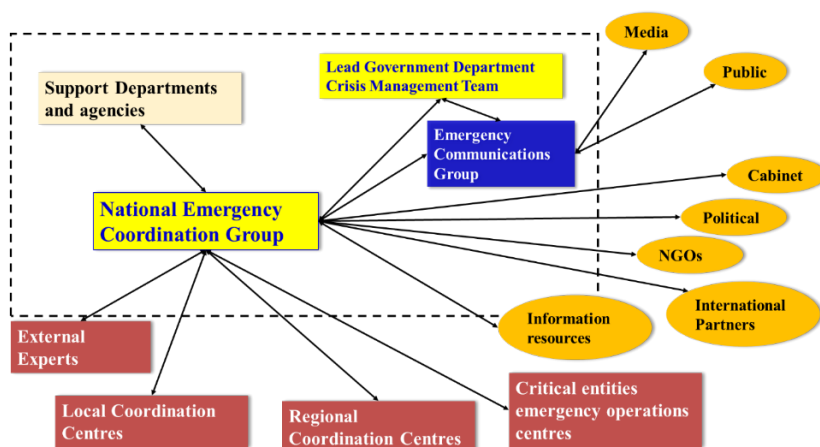 Media
Lead Government Department
Crisis Management Team
Public
Support Departments
and agencies
Emergency
Communications
Group
Cabinet
National Emergency
Coordination Group
Political
NGOs
International
Partners
Information
resources
External
Experts
Critical entities
emergency operations
centres
Local Coordination
Centres
Regional
Coordination Centres